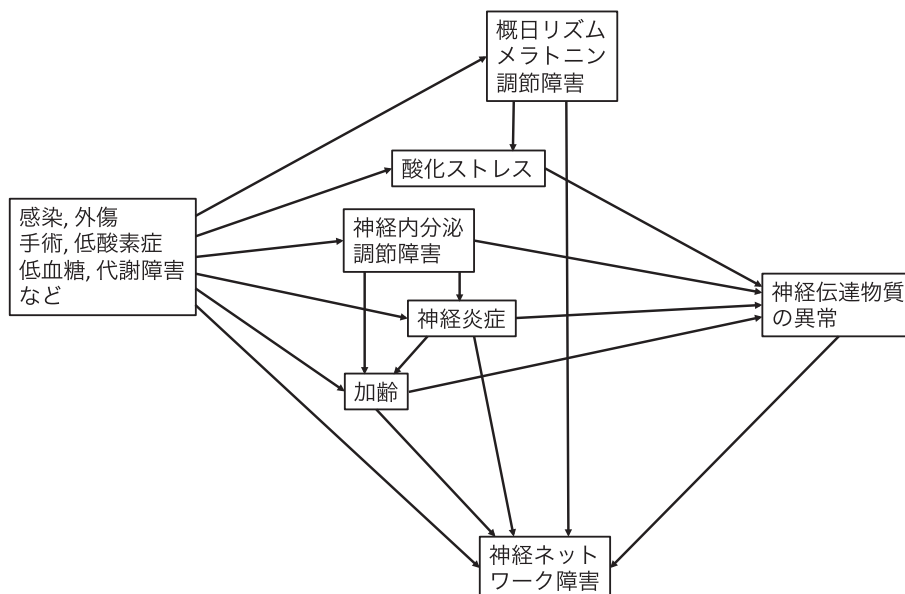 概日リズム
メラトニン
調節障害
酸化ストレス
感染, 外傷
手術, 低酸素症
低血糖, 代謝障害
など
神経内分泌
調節障害
神経炎症
加齢
神経伝達物質
の異常
神経ネット
ワーク障害